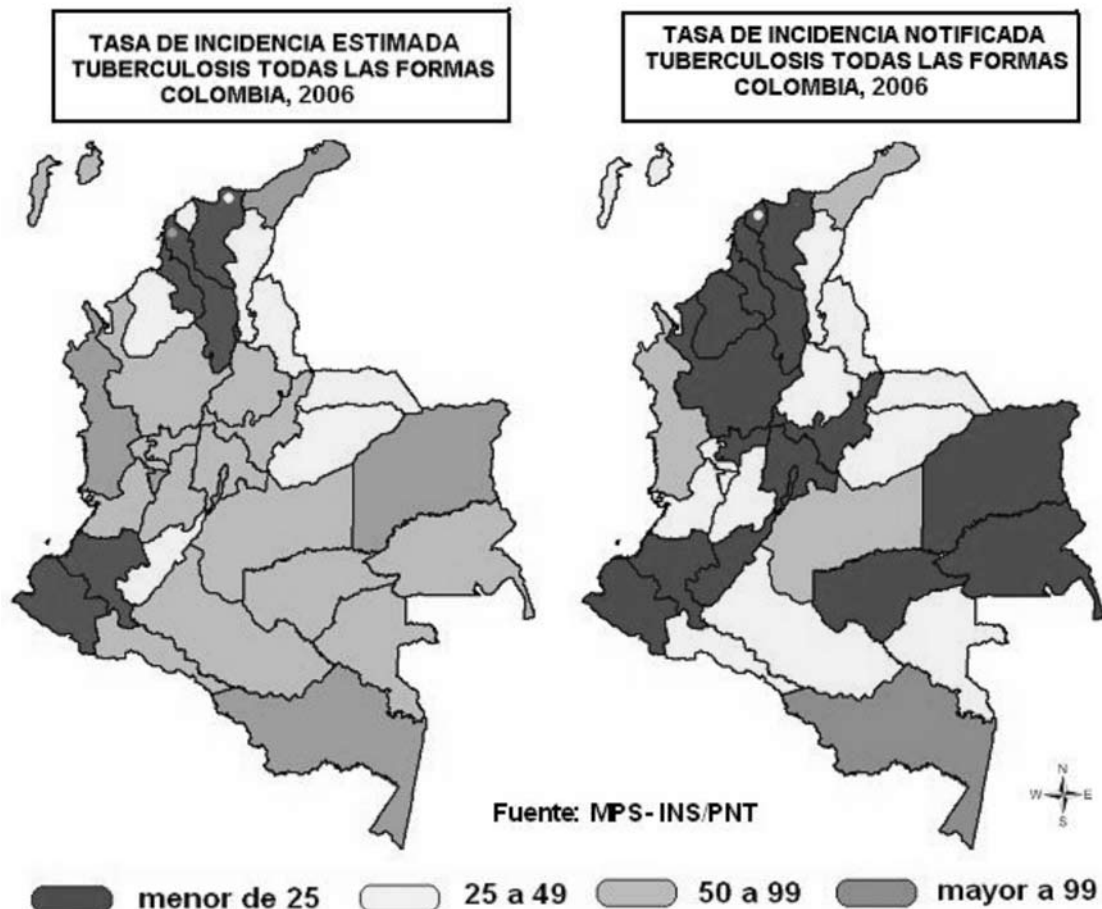 TASA DE INCIDENCIA ESTIMADA
TUBERCULOSIS TODAS LAS FORMAS
COLOMBIA, 2006
TASA DE INCIDENCIA NOTIFICADA
TUBERCULOSIS TODAS LAS FORMAS
COLOMBIA, 2006
N
W E
S
Fuente: MPS-INS/PNT
menor de 25
25 a 49
50 a 99
mayor a 99